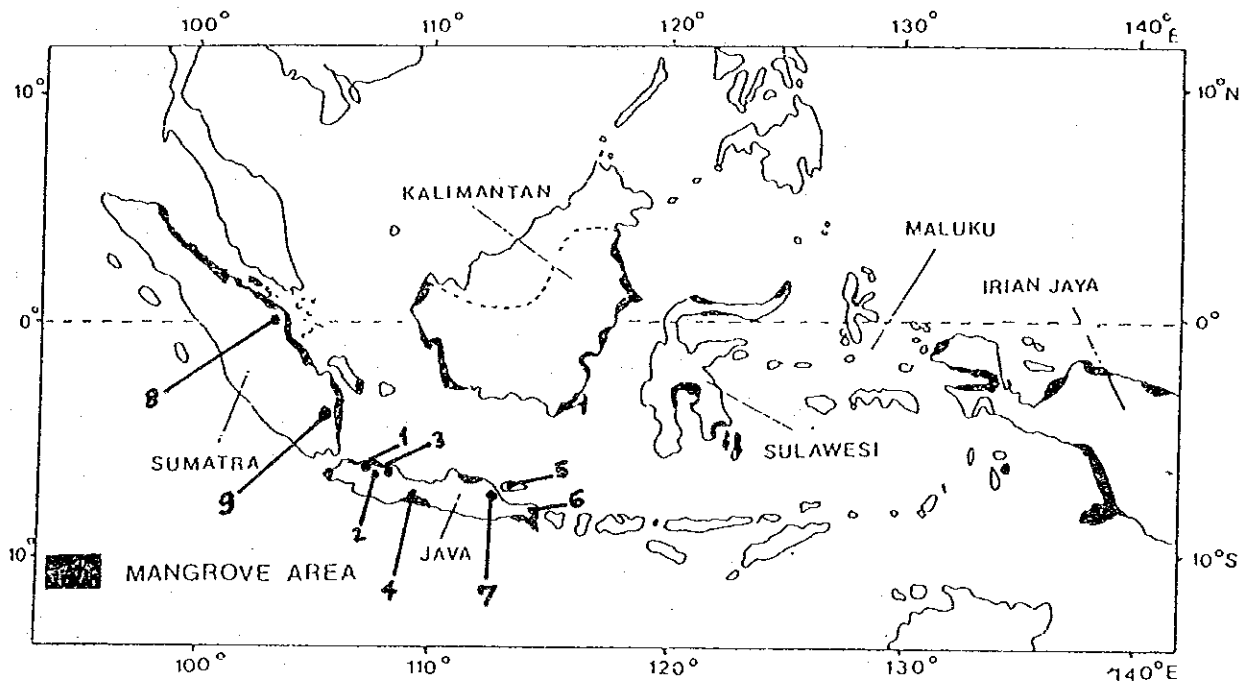 100° 110° 120° 130° 140° E
10° 10°N
KALIMANTAN
MALUKU
IRIAN JAYA
0° 0°
8
1 3
SUMATRA
SULAWESI
5
9
6
2
JAVA
10° 10°S
MANGROVE AREA
4 7
100° 110° 120° 130° 140°E